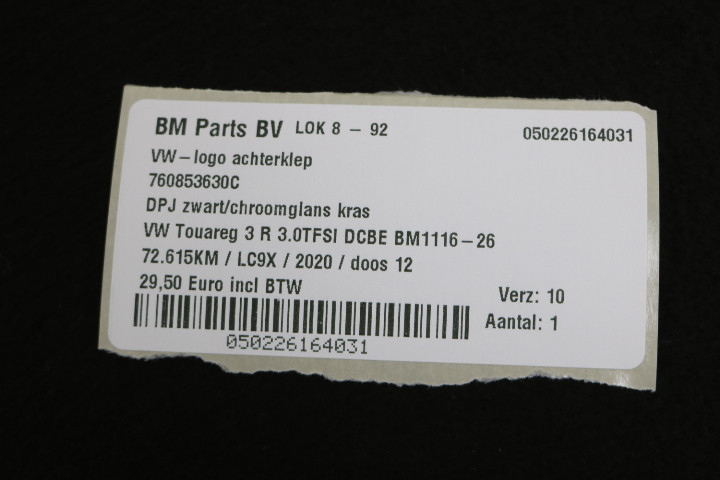 BM Parts BV LOK 8 - 92 050226164031
VW-logo achterklep
760853630C
DPJ zwart/chroomglans kras
VW Touareg 3 R 3.0TFSI DCBE BM1116-26
72.615KM / LC9X / 2020 / doos 12
29,50 Euro incl BTW
Verz: 10
Aantal: 1
050226164031